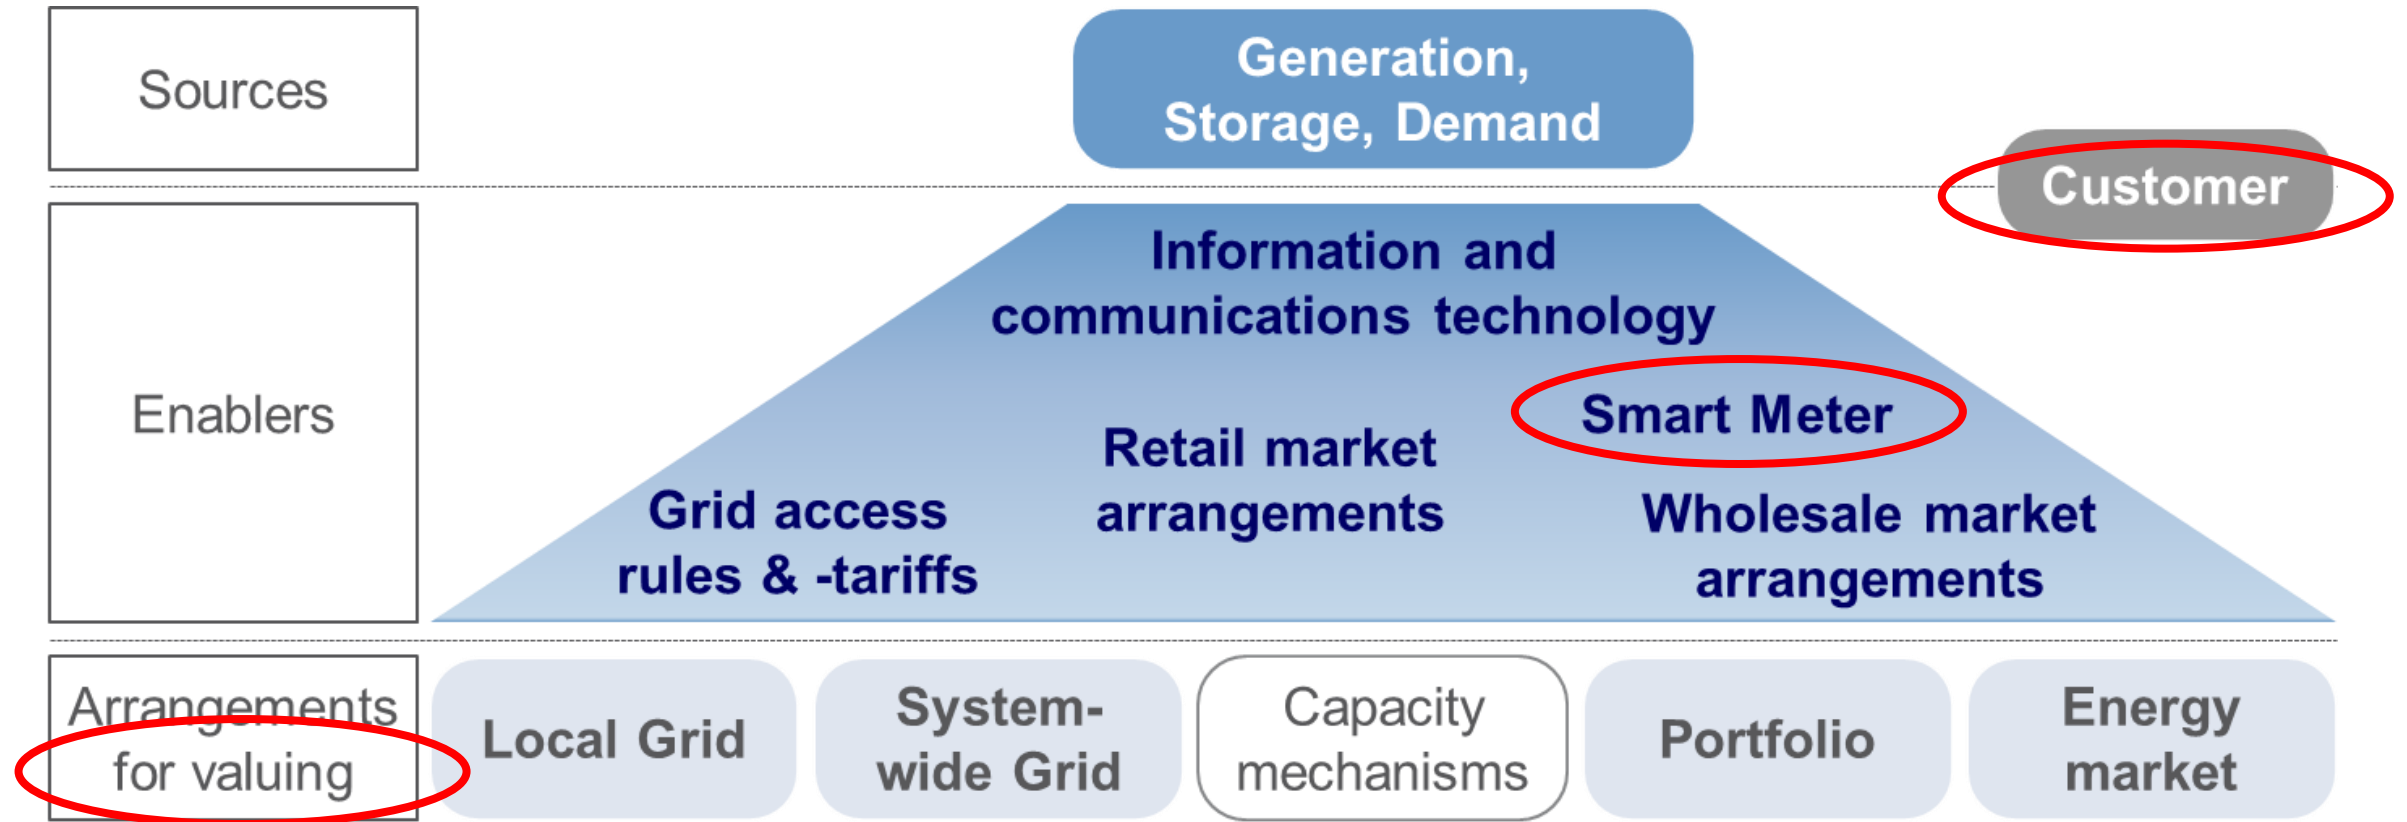 Sources
Generation,
Storage, Demand
Customer
Enablers
Information and
communications technology
Smart Meter
Retail market
arrangements
Grid access
rules & -tariffs
Wholesale market
arrangements
Arrangements
for valuing
Local Grid
System-
wide Grid
Capacity
mechanisms
Portfolio
Energy
market